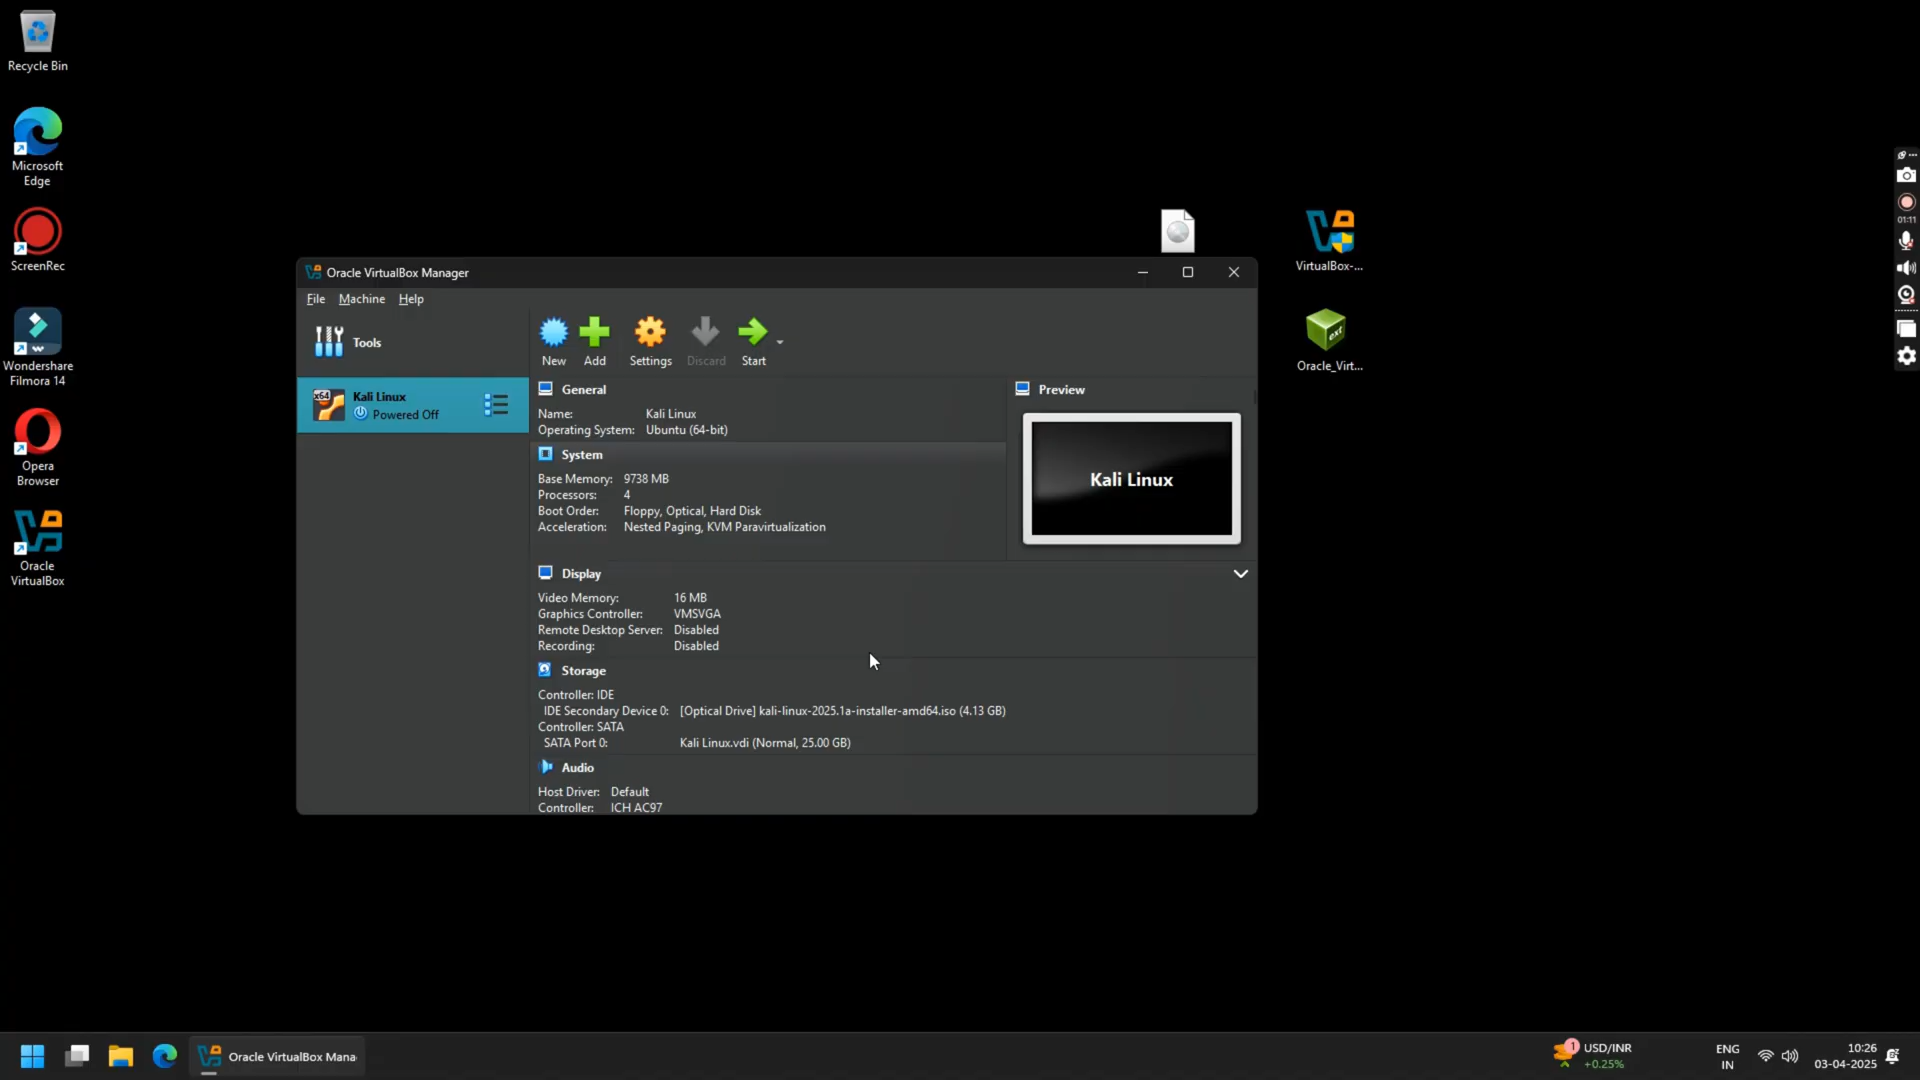 Recycle Bin
Microsoft
Edge
ScreenRec
Wondershare
Filmora 14
Opera
Browser
Oracle
VirtualBox
VirtualBox-...
Oracle_Virt...
01:11
Oracle VirtualBox Manager
File Machine Help
Tools
New Add Settings Discard Start
x64
Kali Linux
Powered Off
General
Name: Kali Linux
Operating System: Ubuntu (64-bit)
System
Base Memory: 9738 MB
Processors: 4
Boot Order: Floppy, Optical, Hard Disk
Acceleration: Nested Paging, KVM Paravirtualization
Preview
Kali Linux
Display
Video Memory: 16 MB
Graphics Controller: VMSVGA
Remote Desktop Server: Disabled
Recording: Disabled
Storage
Controller: IDE
IDE Secondary Device 0: [Optical Drive] kali-linux-2025.1a-installer-amd64.iso (4.13 GB)
Controller: SATA
SATA Port 0: Kali Linux.vdi (Normal, 25.00 GB)
Audio
Host Driver: Default
Controller: ICH AC97
Oracle VirtualBox Mana
1
USD/INR
+0.25%
ENG
IN
10:26
03-04-2025